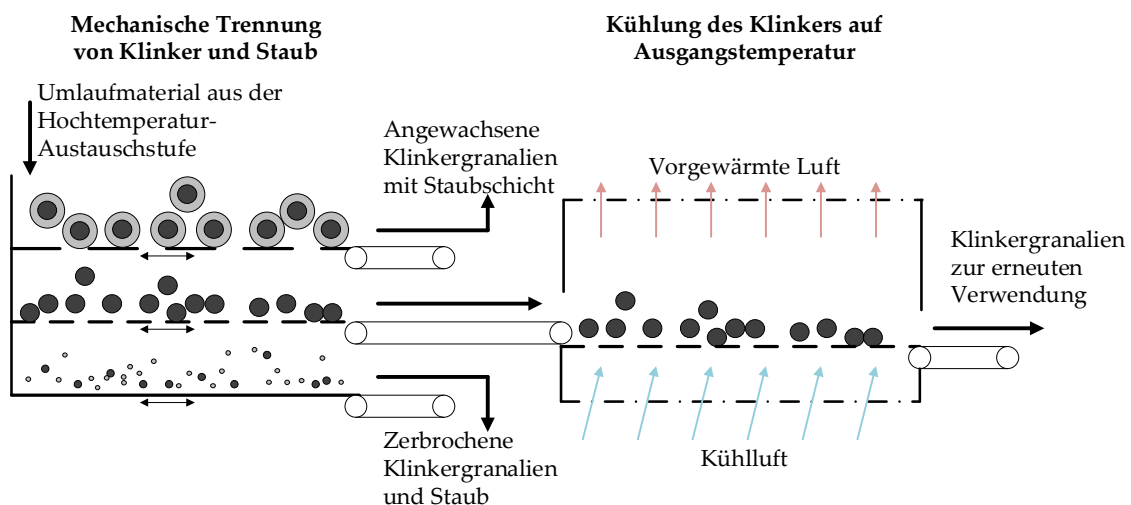 Mechanische Trennung
von Klinker und Staub
Kühlung des Klinkers auf
Ausgangstemperatur
Umlaufmaterial aus der
Hochtemperatur-
Austauschstufe
Angewachsene
Klinkergranalien
mit Staubschicht
Vorgewärmte Luft
Klinkergranalien
zur erneuten
Verwendung
Zerbrochene
Klinkergranalien
und Staub
Kühlluft